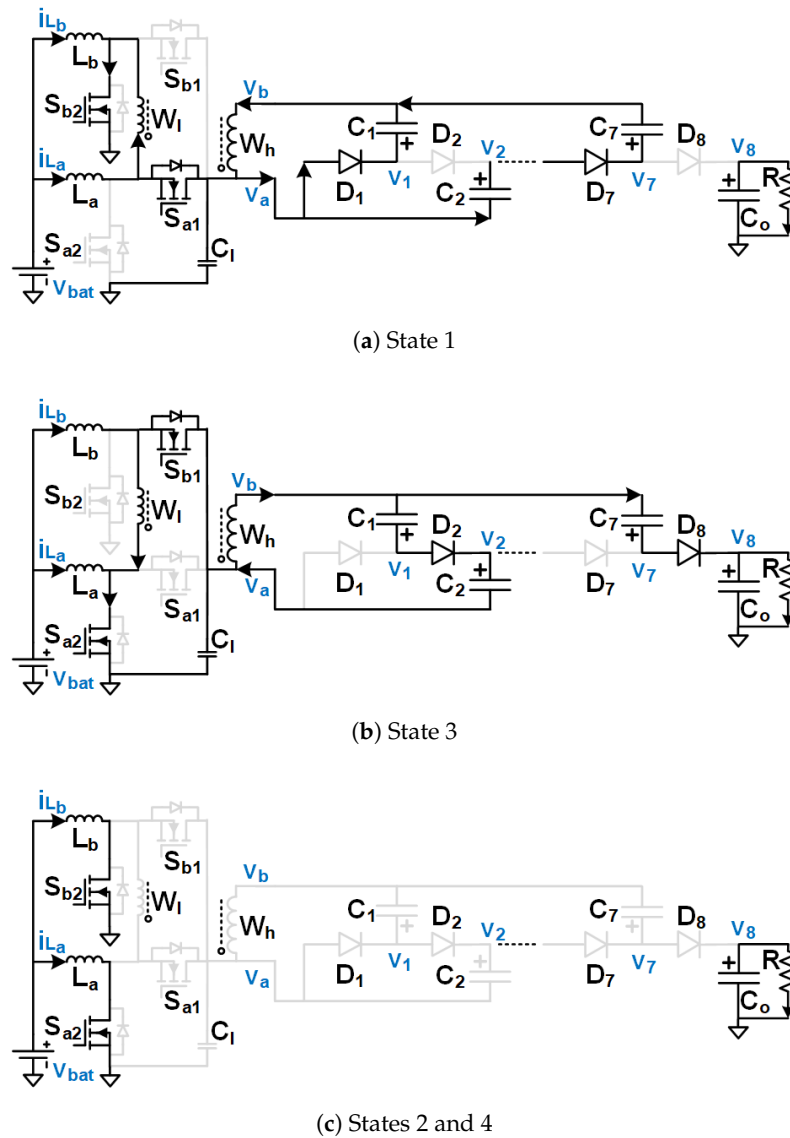 iLb
Lb
Sb1
Sb2
Wl
Vb
Wh
C1
D2
V2
C7
D8
V8
iLa
La
Sa1
Va
D1
V1
C2
D7
V7
R
Co
Sa2
Cl
Vbat
(a) State 1
iLb
Lb
Sb1
Sb2
Wl
Vb
Wh
C1
D2
V2
C7
D8
V8
iLa
La
Sa1
Va
D1
V1
C2
D7
V7
R
Co
Sa2
Cl
Vbat
(b) State 3
iLb
Lb
Sb1
Sb2
Wl
Vb
Wh
C1
D2
V2
C7
D8
V8
iLa
La
Sa1
Va
D1
V1
C2
D7
V7
R
Co
Sa2
Cl
Vbat
(c) States 2 and 4